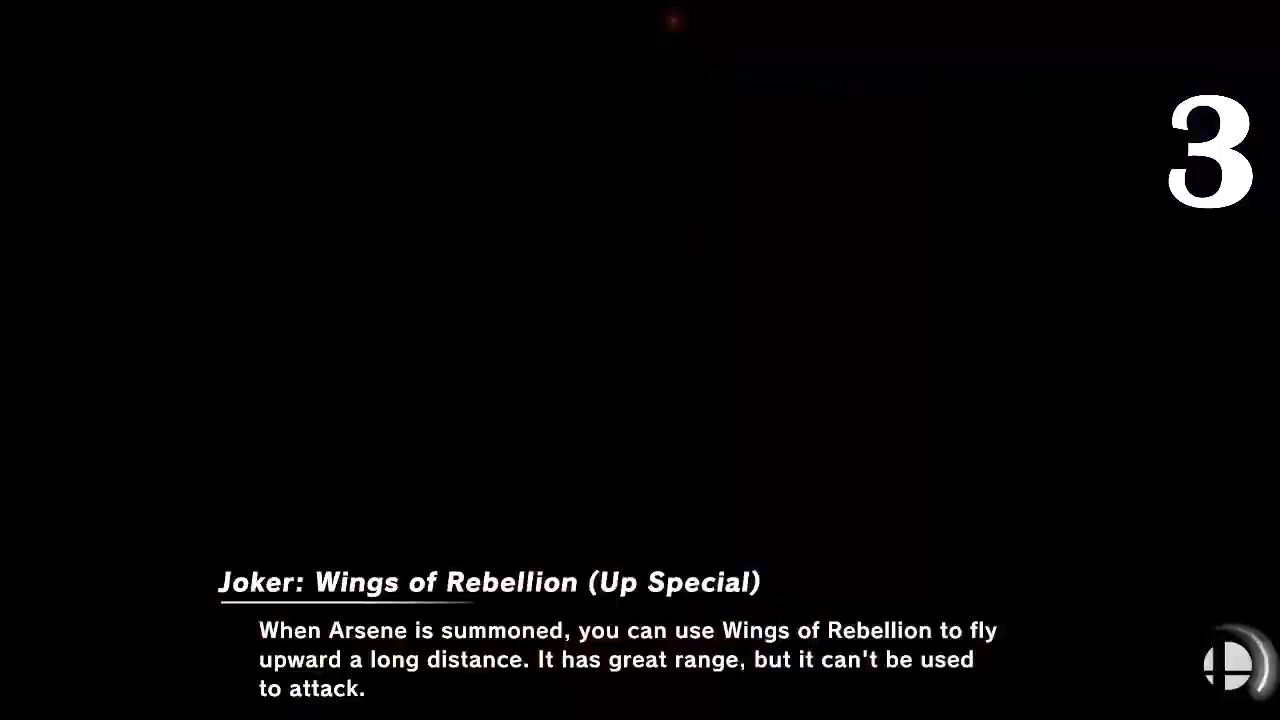 3
Joker: Wings of Rebellion (Up Special)
When Arsene is summoned, you can use Wings of Rebellion to fly
upward a long distance. It has great range, but it can't be used
to attack.